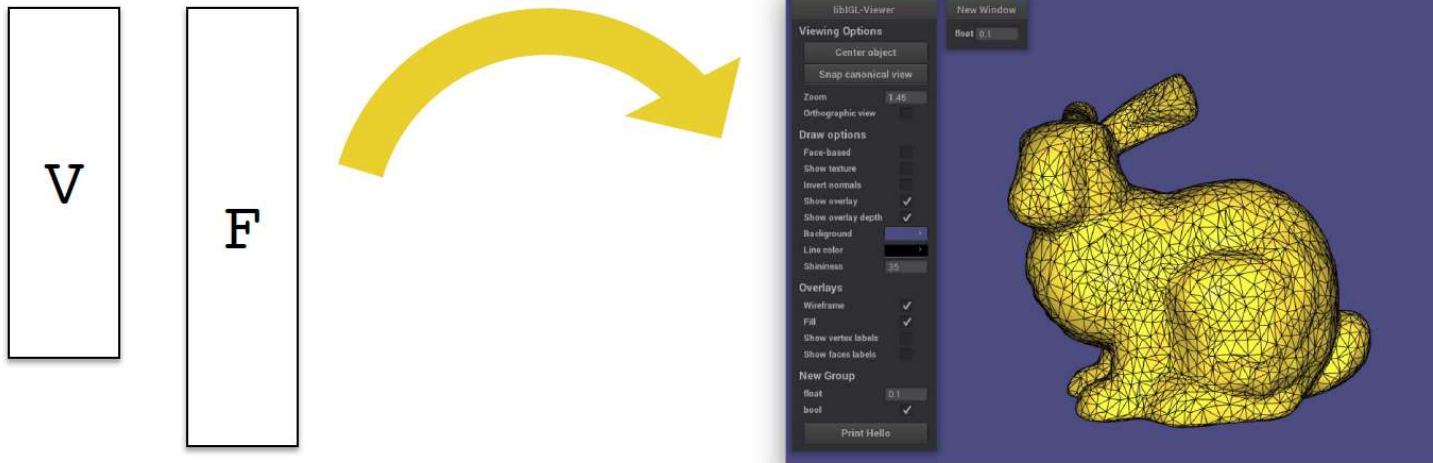 V
F
libIGL-Viewer
Viewing Options
Center object
Snap canonical view
Zoom 1.45
Orthographic view
Draw options
Face-based
Show texture
Invert normals
Show overlay
Show overlay depth
Background
Line color
Shininess 35
Overlays
Wireframe
Fill
Show vertex labels
Show faces labels
New Group
float 0.1
bool
Print Hello
New Window
float 0.1